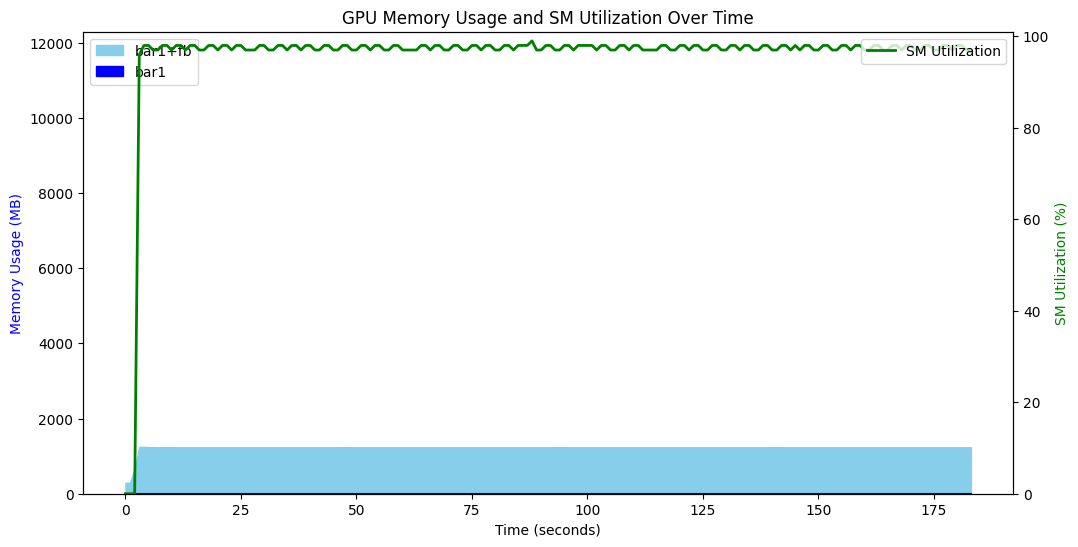 GPU Memory Usage and SM Utilization Over Time
bar1+fb
bar1
SM Utilization
12000
10000
8000
6000
4000
2000
0
Memory Usage (MB)
100
80
60
40
20
0
SM Utilization (%)
0 25 50 75 100 125 150 175
Time (seconds)